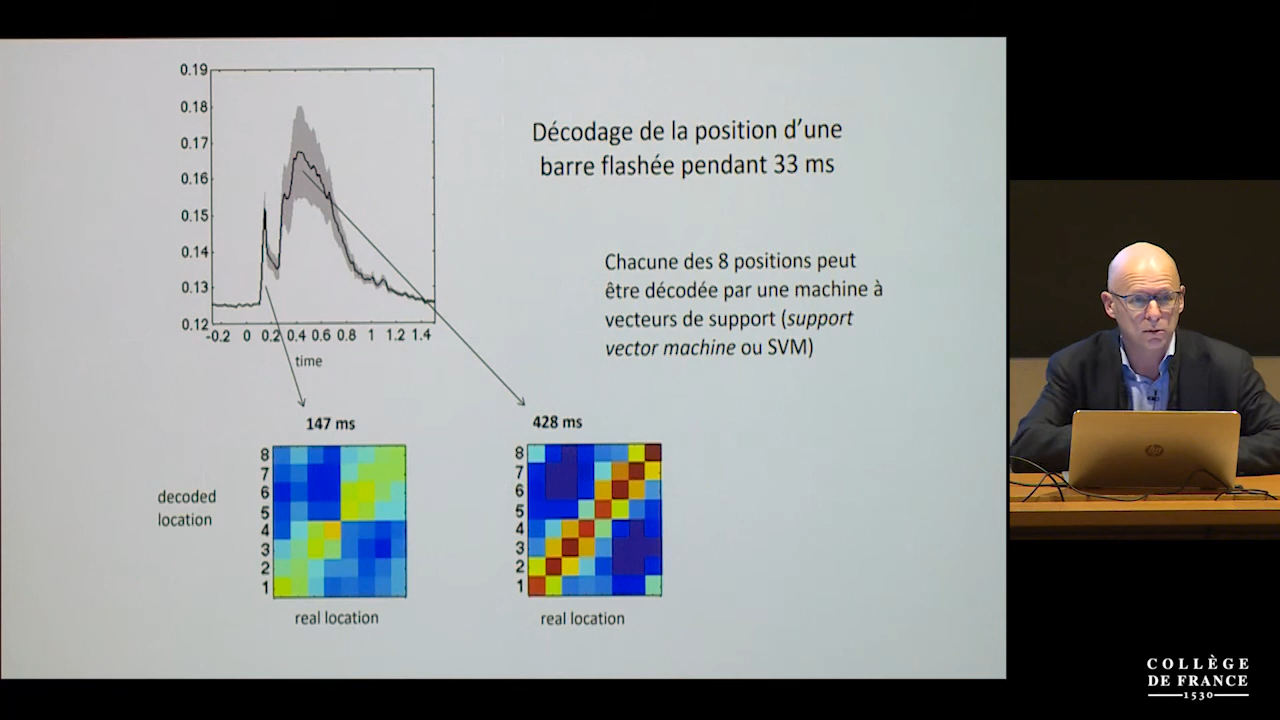 0.19
0.18
0.17
0.16
0.15
0.14
0.13
0.12
-0.2 0 0.2 0.4 0.6 0.8 1 1.2 1.4
time
Décodage de la position d'une
barre flashée pendant 33 ms
Chacune des 8 positions peut
être décodée par une machine à
vecteurs de support (support
vector machine ou SVM)
147 ms
428 ms
decoded
location
8
7
6
5
4
3
2
1
real location
8
7
6
5
4
3
2
1
real location
hp
COLLÈGE
DE FRANCE
1530